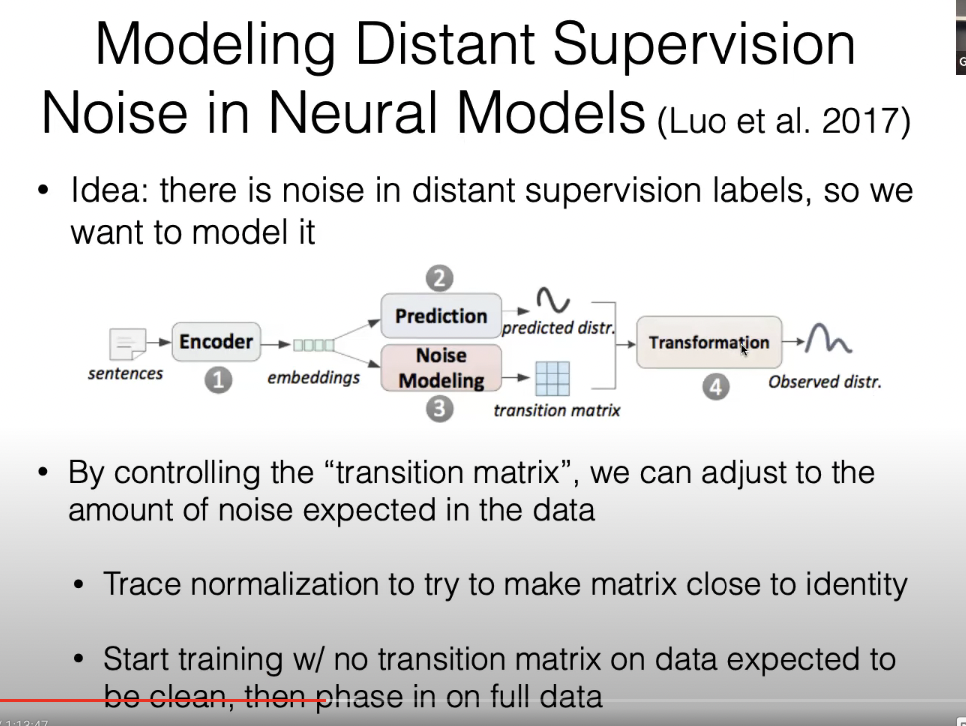 Modeling Distant Supervision
Noise in Neural Models (Luo et al. 2017)
G
• Idea: there is noise in distant supervision labels, so we
want to model it
2
Prediction
predicted distr.
sentences
Encoder
1
embeddings
Noise
Modeling
3
transition matrix
Transformation
4
Observed distr.
• By controlling the “transition matrix”, we can adjust to the
amount of noise expected in the data
• Trace normalization to try to make matrix close to identity
• Start training w/ no transition matrix on data expected to
be clean, then phase in on full data
/ 1:13:47